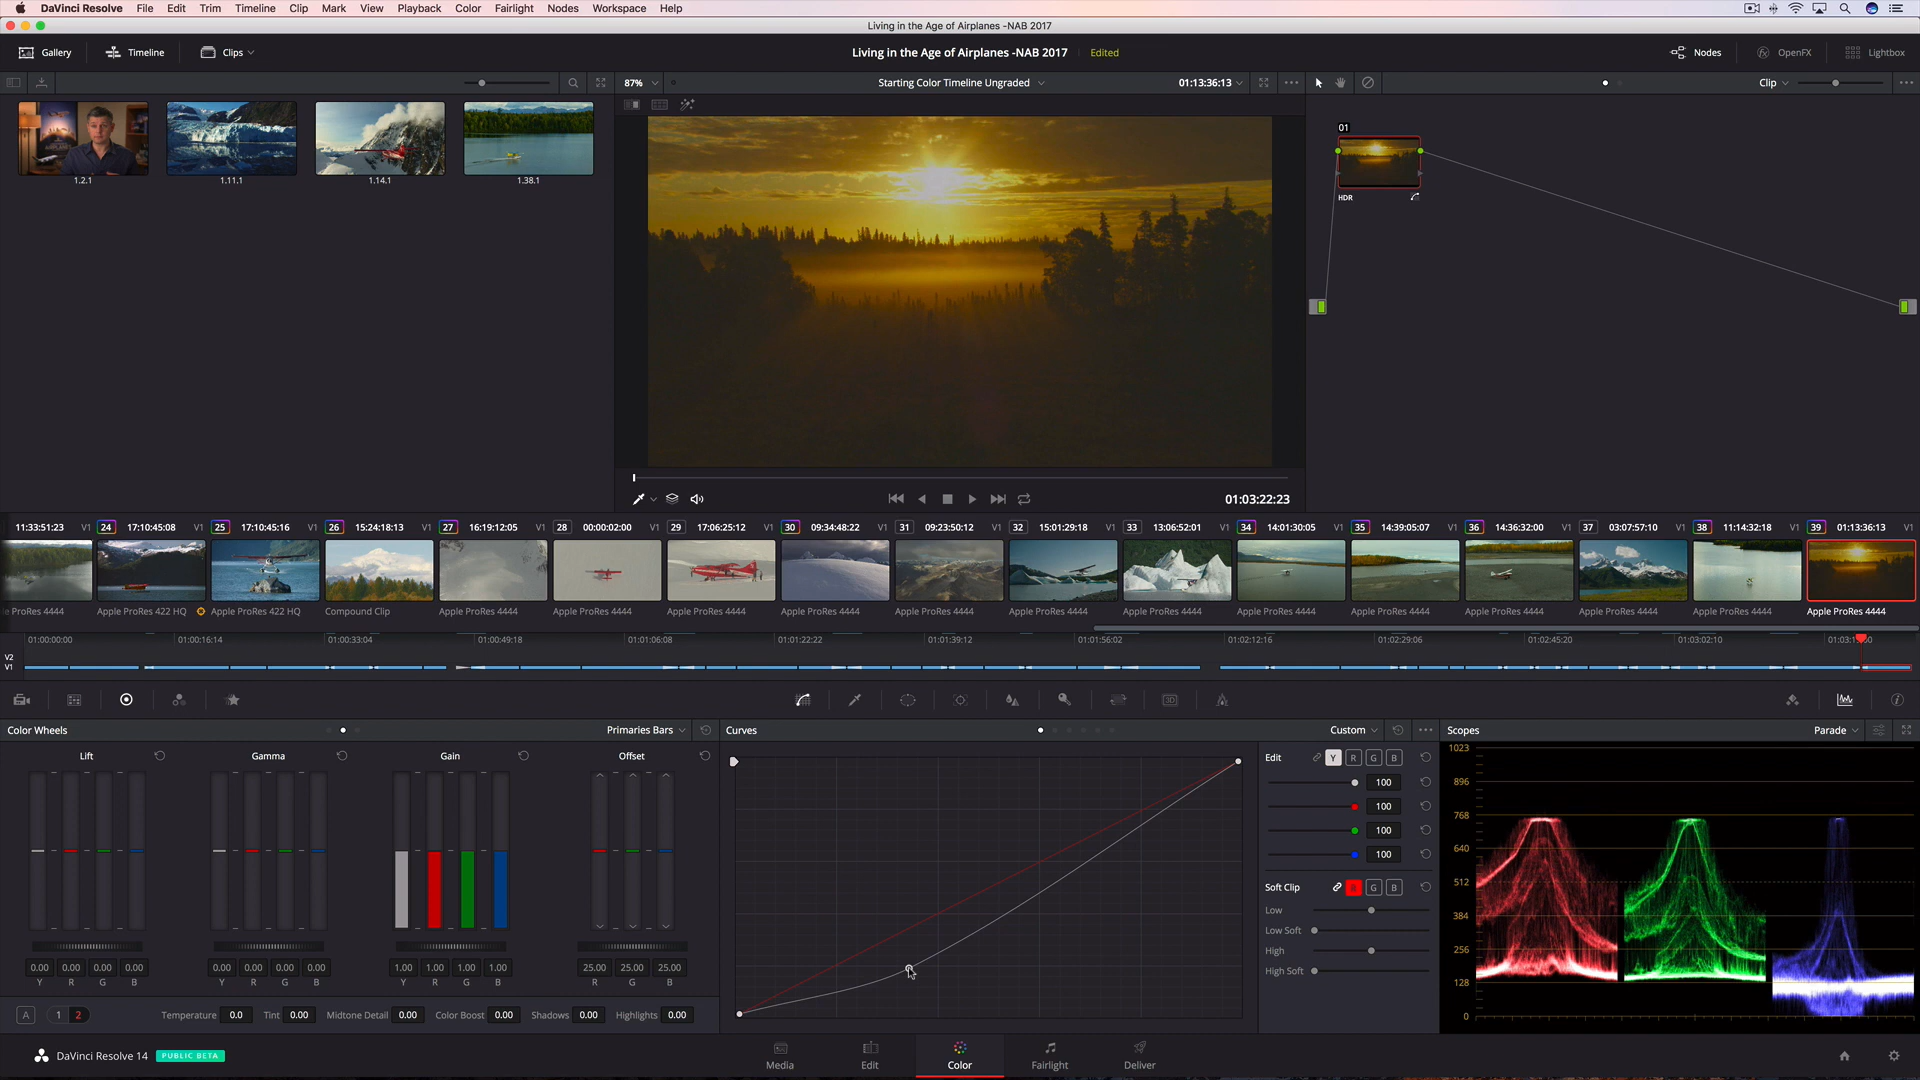 DaVinci Resolve File Edit Trim Timeline Clip Mark View Playback Color Fairlight Nodes Workspace Help
Living in the Age of Airplanes -NAB 2017
Gallery Timeline Clips Living in the Age of Airplanes -NAB 2017 Edited Nodes OpenFX Lightbox
87% Starting Color Timeline Ungraded 01:13:36:13 Clip
1.2.1 1.11.1 1.14.1 1.38.1
01
HDR
01:03:22:23
11:33:51:23 V1 24 17:10:45:08 V1 25 17:10:45:16 V1 26 15:24:18:13 V1 27 16:19:12:05 V1 28 00:00:02:00 V1 29 17:06:25:12 V1 30 09:34:48:22 V1 31 09:23:50:12 V1 32 15:01:29:18 V1 33 13:06:52:01 V1 34 14:01:30:05 V1 35 14:39:05:07 V1 36 14:36:32:00 V1 37 03:07:57:10 V1 38 11:14:32:18 V1 39 01:13:36:13 V1
le ProRes 4444 Apple ProRes 422 HQ Apple ProRes 422 HQ Compound Clip Apple ProRes 4444 Apple ProRes 4444 Apple ProRes 4444 Apple ProRes 4444 Apple ProRes 4444 Apple ProRes 4444 Apple ProRes 4444 Apple ProRes 4444 Apple ProRes 4444 Apple ProRes 4444 Apple ProRes 4444 Apple ProRes 4444 Apple ProRes 4444
01:00:00:00 01:00:16:14 01:00:33:04 01:00:49:18 01:01:06:08 01:01:22:22 01:01:39:12 01:01:56:02 01:02:12:16 01:02:29:06 01:02:45:20 01:03:02:10
V2
V1
Color Wheels Primaries Bars Curves Custom Scopes Parade
Lift Gamma Gain Offset
0.00 0.00 0.00 0.00 0.00 0.00 0.00 0.00 1.00 1.00 1.00 1.00 25.00 25.00 25.00
Y R G B Y R G B Y R G B R G B
A 1 2 Temperature 0.0 Tint 0.00 Midtone Detail 0.00 Color Boost 0.00 Shadows 0.00 Highlights 0.00
Edit Y R G B
100
100
100
100
Soft Clip G B
Low
Low Soft
High
High Soft
1023
896
768
640
512
384
256
128
0
DaVinci Resolve 14 PUBLIC BETA
Media Edit Color Fairlight Deliver